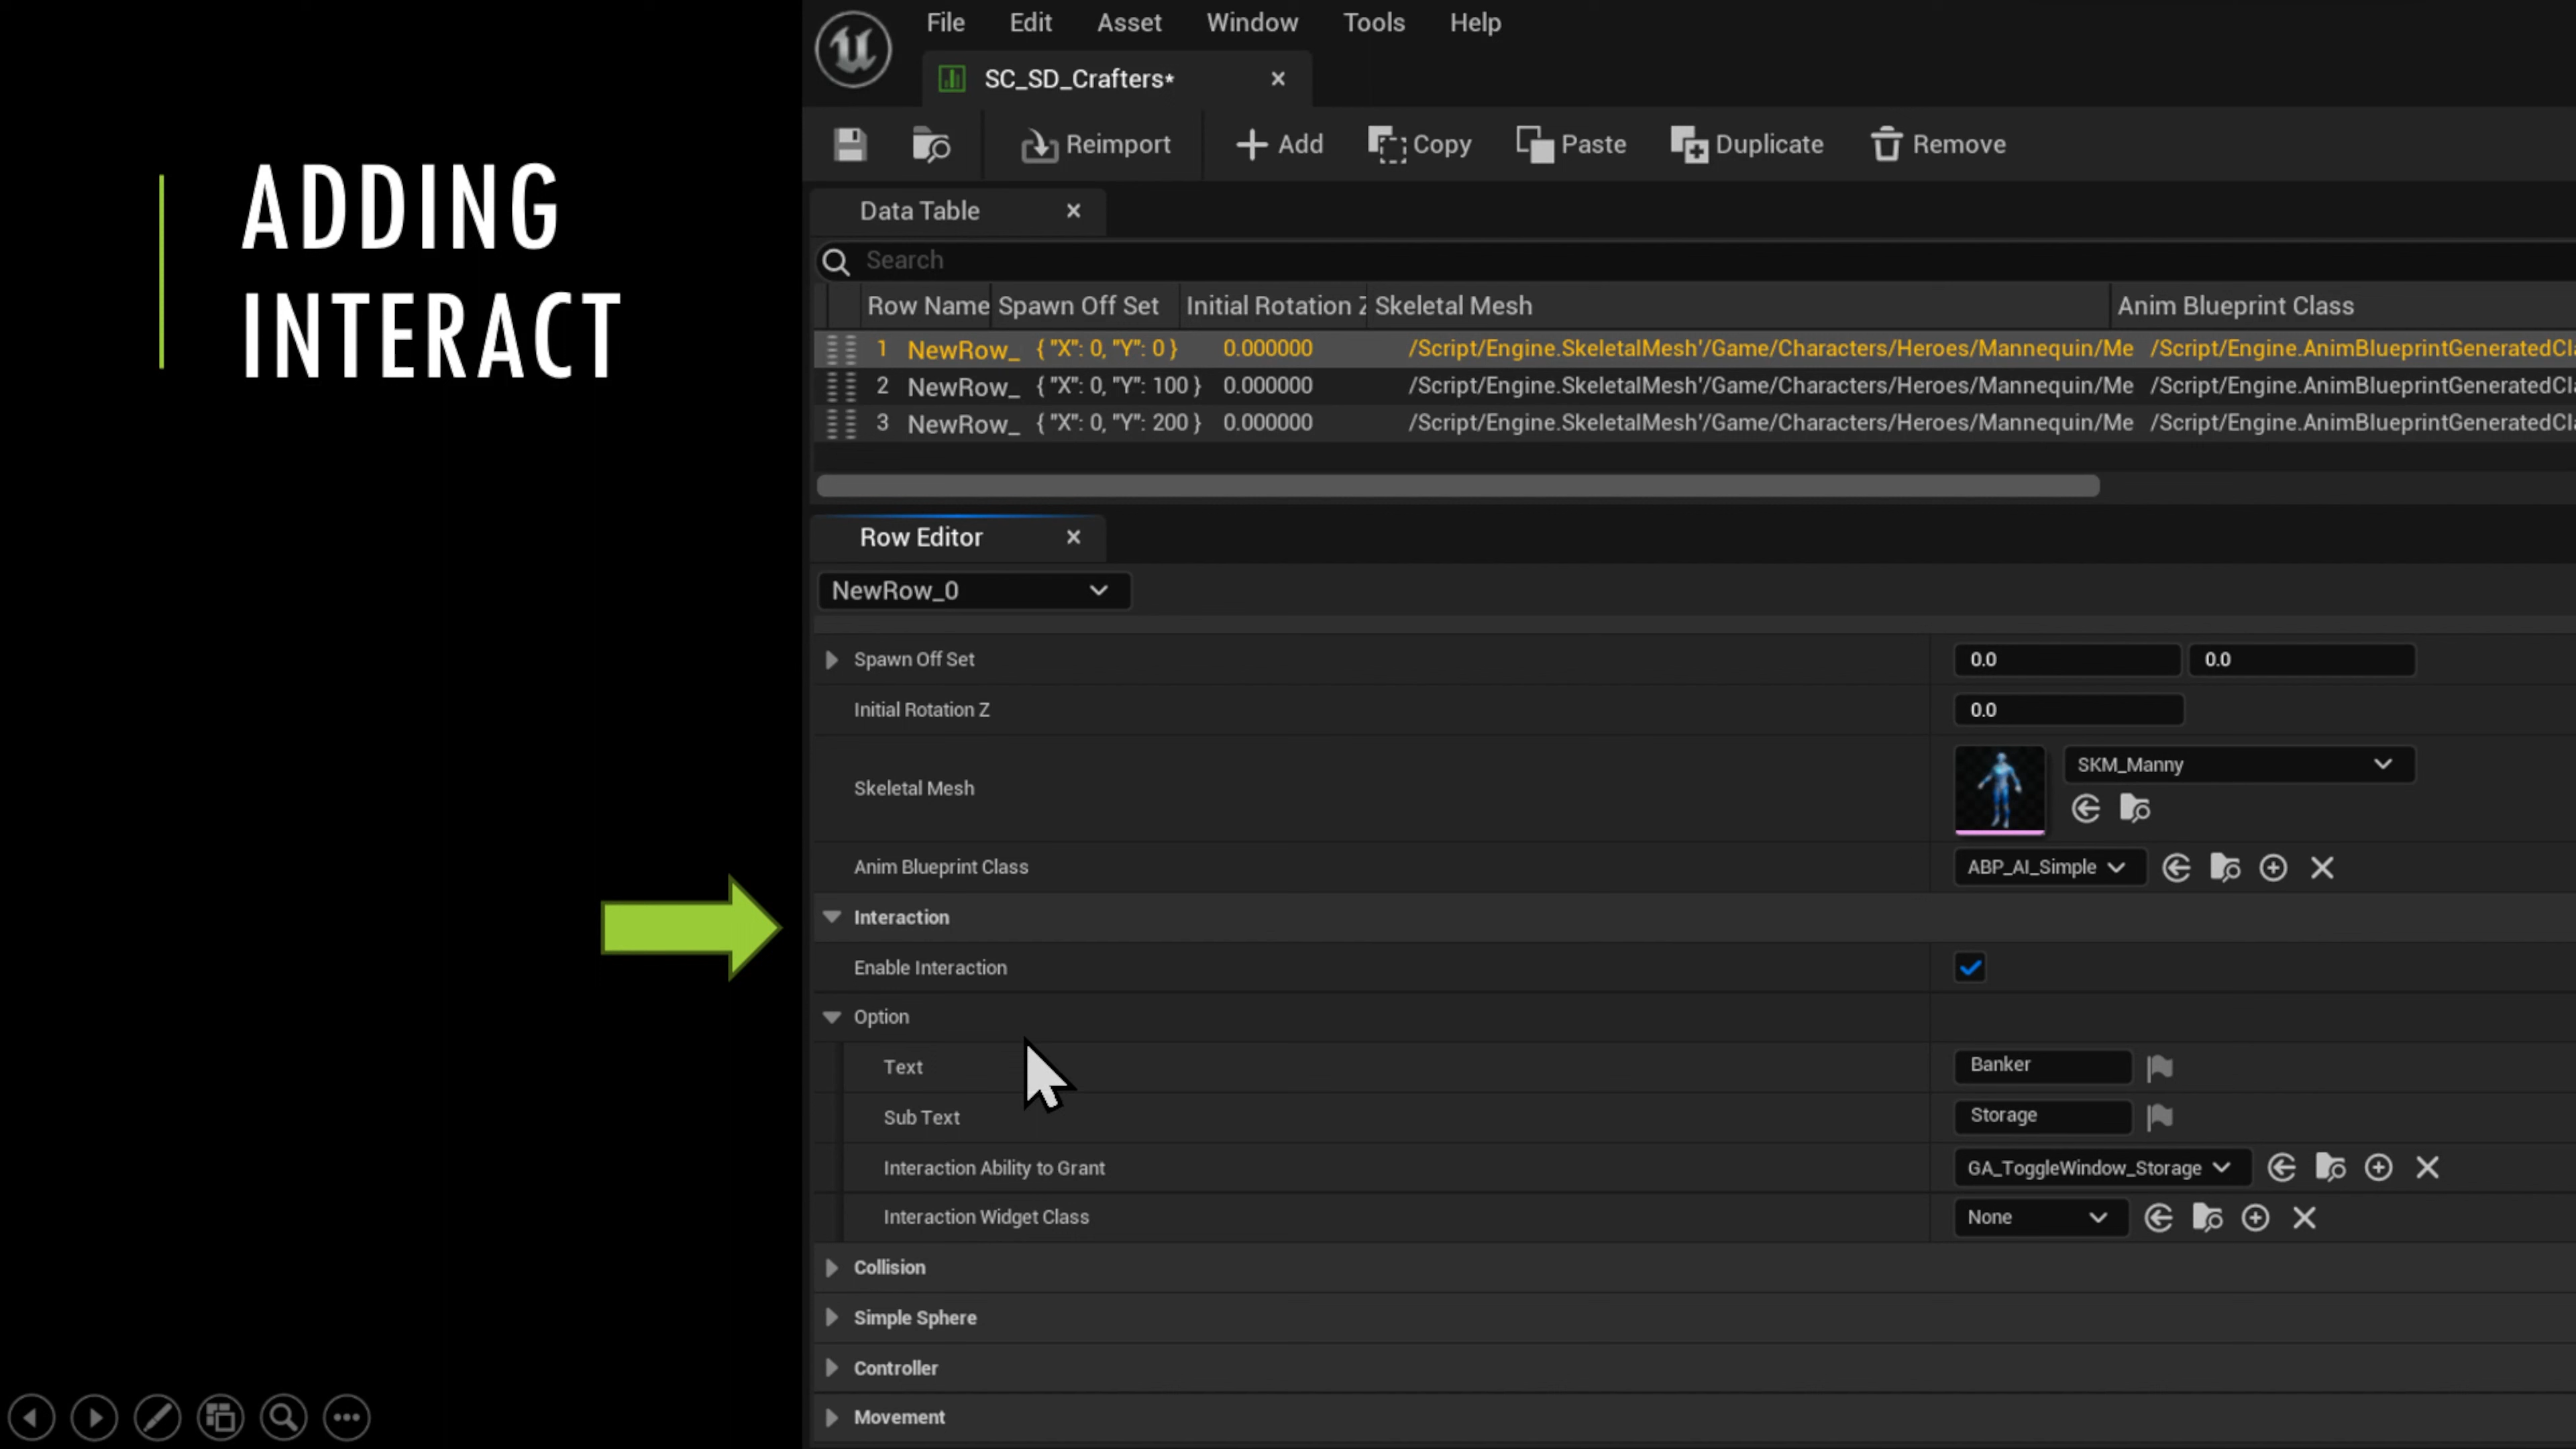 ADDING
INTERACT
File Edit Asset Window Tools Help
SC_SD_Crafters*
Reimport Add Copy Paste Duplicate Remove
Data Table
Search
Row Name Spawn Off Set Initial Rotation Z Skeletal Mesh Anim Blueprint Class
1 NewRow_ { "X": 0, "Y": 0 } 0.000000 /Script/Engine.SkeletalMesh'/Game/Characters/Heroes/Mannequin/Me /Script/Engine.AnimBlueprintGeneratedCl
2 NewRow_ { "X": 0, "Y": 100 } 0.000000 /Script/Engine.SkeletalMesh'/Game/Characters/Heroes/Mannequin/Me /Script/Engine.AnimBlueprintGeneratedCl
3 NewRow_ { "X": 0, "Y": 200 } 0.000000 /Script/Engine.SkeletalMesh'/Game/Characters/Heroes/Mannequin/Me /Script/Engine.AnimBlueprintGeneratedCl
Row Editor
NewRow_0
Spawn Off Set 0.0 0.0
Initial Rotation Z 0.0
Skeletal Mesh SKM_Manny
Anim Blueprint Class ABP_AI_Simple
Interaction
Enable Interaction
Option
Text Banker
Sub Text Storage
Interaction Ability to Grant GA_ToggleWindow_Storage
Interaction Widget Class None
Collision
Simple Sphere
Controller
Movement